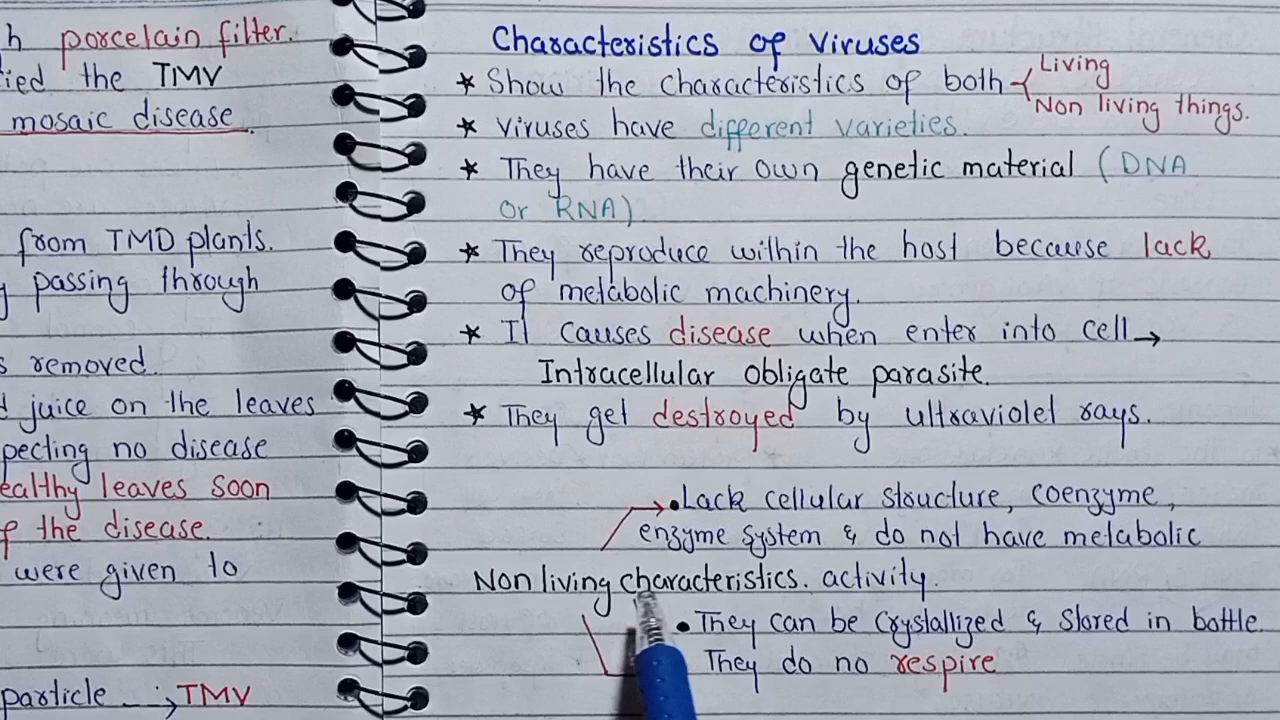 h porcelain filter.
ied the TMV
mosaic disease.
from TMD plants.
passing through
s removed.
juice on the leaves
pecting no disease
ealthy leaves soon
f the disease.
were given to
particle TMV
Characteristics of Viruses
* Show the characteristics of both Living
Non living things.
* Viruses have different varieties.
* They have their own genetic material (DNA
or RNA)
* They reproduce within the host because lack
of metabolic machinery.
* It causes disease when enter into cell →
Intracellular obligate parasite.
* They get destroyed by ultraviolet rays.
→ • Lack cellular structure, coenzyme,
enzyme system & do not have metabolic
Non living characteristics. activity.
• They can be crystallized & stored in bottle.
They do no respire